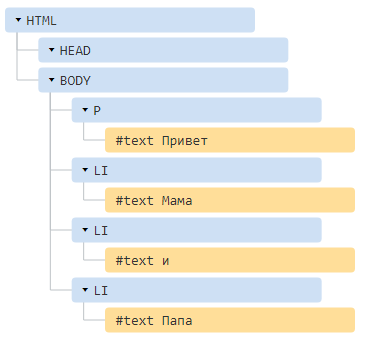 HTML
HEAD
BODY
P
#text Привет
LI
#text Мама
LI
#text и
LI
#text Папа